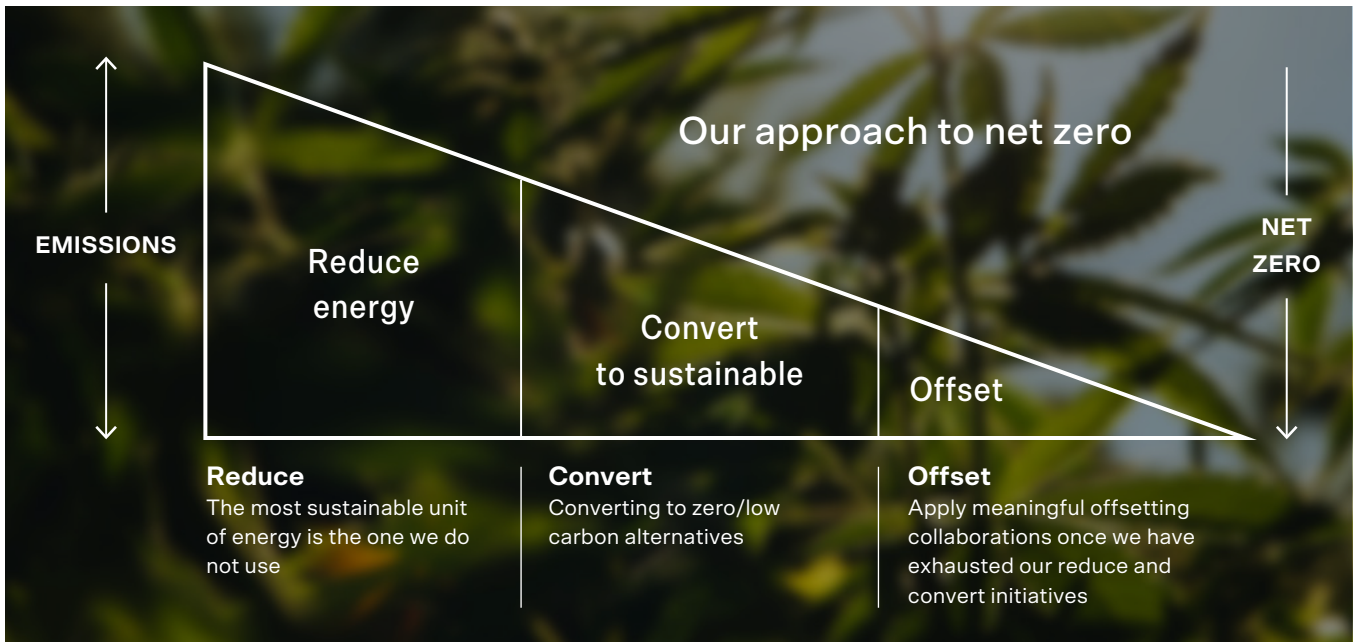 Our approach to net zero
EMISSIONS
NET
ZERO
Reduce
energy
Convert
to sustainable
Offset
Reduce
The most sustainable unit
of energy is the one we do
not use
Convert
Converting to zero/low
carbon alternatives
Offset
Apply meaningful offsetting
collaborations once we have
exhausted our reduce and
convert initiatives